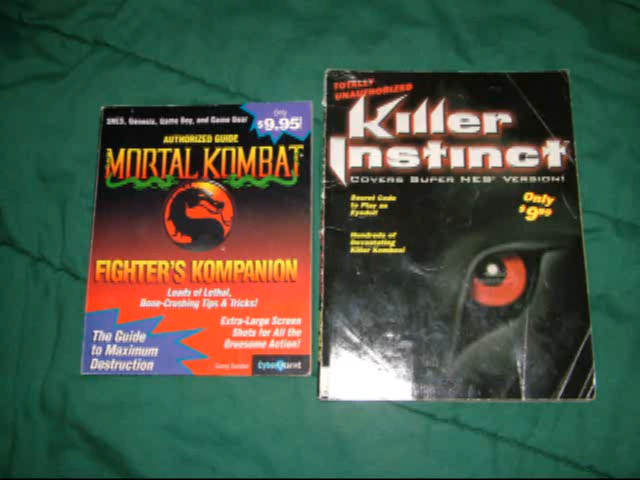 SNES, Genesis, Game Boy, and Game Gear
Only
$9.95!
AUTHORIZED GUIDE
MORTAL KOMBAT
FIGHTER'S KOMPANION
Loads of Lethal,
Bone-Crushing Tips & Tricks!
Extra-Large Screen
Shots for All the
Gruesome Action!
The Guide
to Maximum
Destruction
TOTALLY
UNAUTHORIZED
Killer
Instinct
COVERS SUPER NES® VERSION!
Secret Code
to Play as
Eyedol!
Only
$9.99
Hundreds of
Devastating
Killer Kombos!